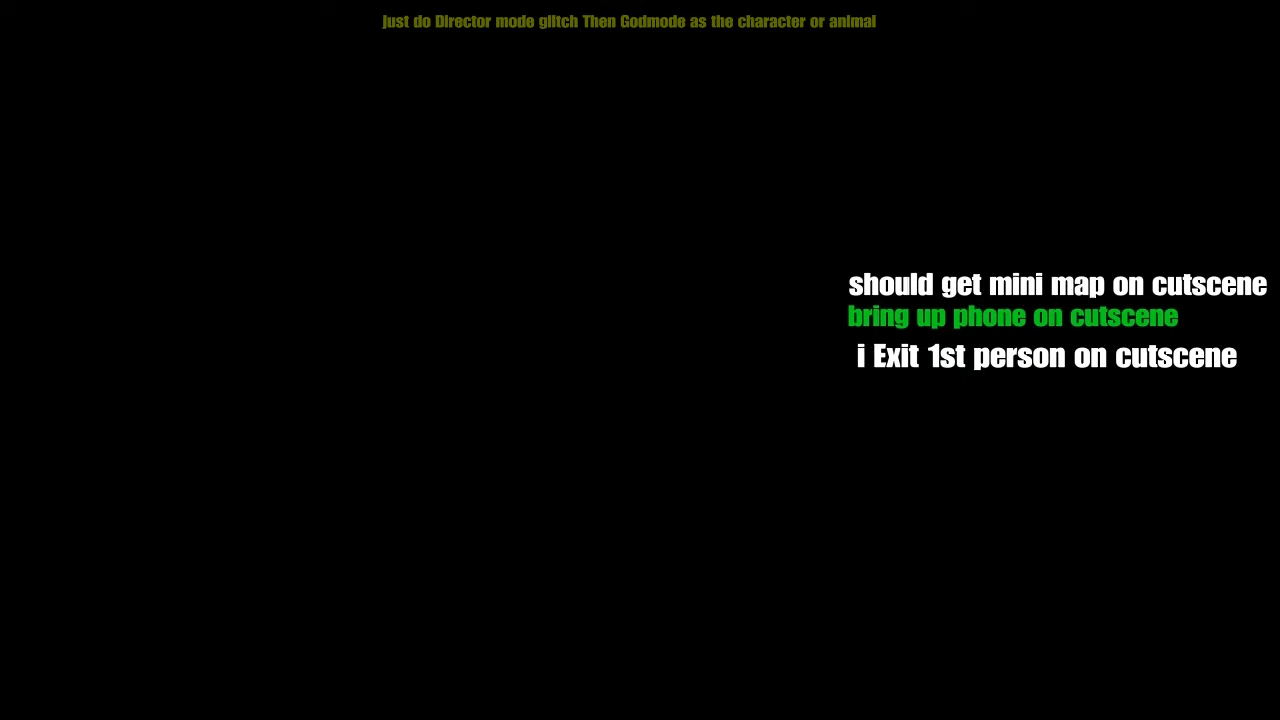 just do Director mode glitch Then Godmode as the character or animal
should get mini map on cutscene
bring up phone on cutscene
i Exit 1st person on cutscene